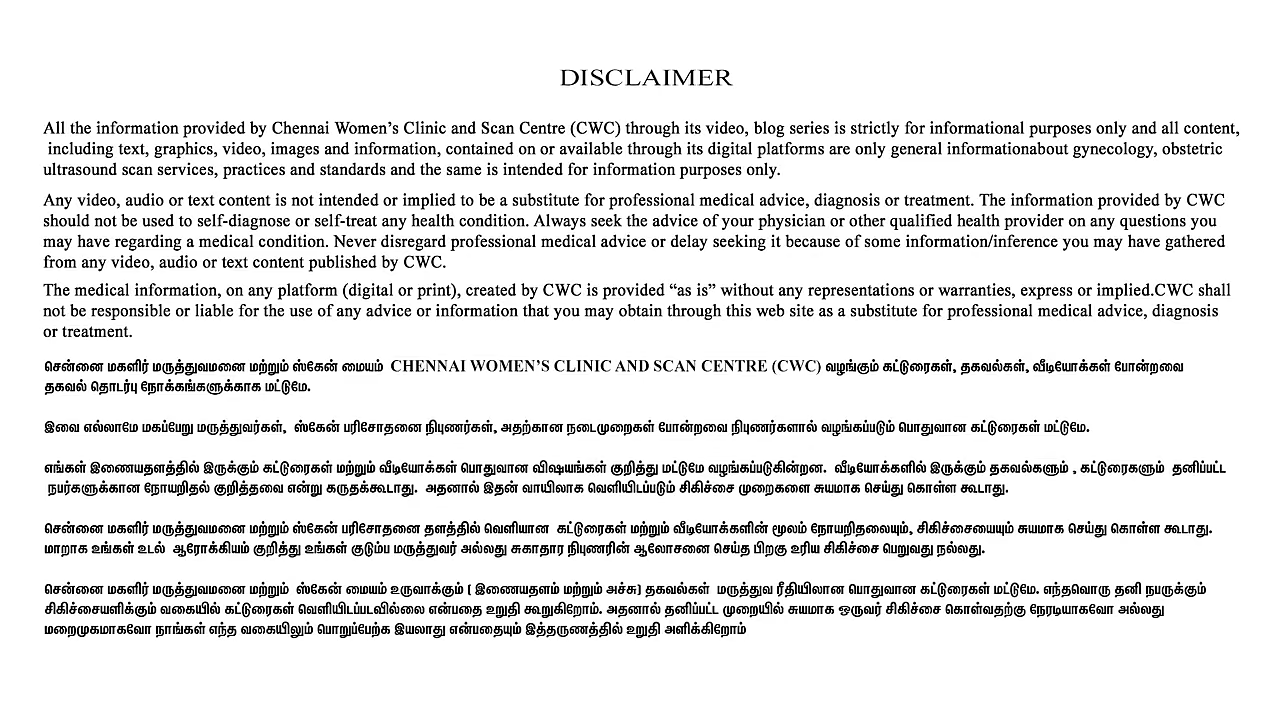 DISCLAIMER
All the information provided by Chennai Women’s Clinic and Scan Centre (CWC) through its video, blog series is strictly for informational purposes only and all content,
including text, graphics, video, images and information, contained on or available through its digital platforms are only general informationabout gynecology, obstetric
ultrasound scan services, practices and standards and the same is intended for information purposes only.
Any video, audio or text content is not intended or implied to be a substitute for professional medical advice, diagnosis or treatment. The information provided by CWC
should not be used to self-diagnose or self-treat any health condition. Always seek the advice of your physician or other qualified health provider on any questions you
may have regarding a medical condition. Never disregard professional medical advice or delay seeking it because of some information/inference you may have gathered
from any video, audio or text content published by CWC.
The medical information, on any platform (digital or print), created by CWC is provided “as is” without any representations or warranties, express or implied.CWC shall
not be responsible or liable for the use of any advice or information that you may obtain through this web site as a substitute for professional medical advice, diagnosis
or treatment.
சென்னை மகளிர் மருத்துவமனை மற்றும் ஸ்கேன் மையம் CHENNAI WOMEN’S CLINIC AND SCAN CENTRE (CWC) வழங்கும் கட்டுரைகள், தகவல்கள், வீடியோக்கள் போன்றவை
தகவல் தொடர்பு நோக்கங்களுக்காக மட்டுமே.
இவை எல்லாமே மகப்பேறு மருத்துவர்கள், ஸ்கேன் பரிசோதனை நிபுணர்கள், அதற்கான நடைமுறைகள் போன்றவை நிபுணர்களால் வழங்கப்படும் பொதுவான கட்டுரைகள் மட்டுமே.
எங்கள் இணையதளத்தில் இருக்கும் கட்டுரைகள் மற்றும் வீடியோக்கள் பொதுவான விஷயங்கள் குறித்து மட்டுமே வழங்கப்படுகின்றன. வீடியோக்களில் இருக்கும் தகவல்களும் , கட்டுரைகளும் தனிப்பட்ட
நபர்களுக்கான நோயறிதல் குறித்தவை என்று கருதக்கூடாது. அதனால் இதன் வாயிலாக வெளியிடப்படும் சிகிச்சை முறைகளை சுயமாக செய்து கொள்ள கூடாது.
சென்னை மகளிர் மருத்துவமனை மற்றும் ஸ்கேன் பரிசோதனை தளத்தில் வெளியான கட்டுரைகள் மற்றும் வீடியோக்களின் மூலம் நோயறிதலையும், சிகிச்சையையும் சுயமாக செய்து கொள்ள கூடாது.
மாறாக உங்கள் உடல் ஆரோக்கியம் குறித்து உங்கள் குடும்ப மருத்துவர் அல்லது சுகாதார நிபுணரின் ஆலோசனை செய்த பிறகு உரிய சிகிச்சை பெறுவது நல்லது.
சென்னை மகளிர் மருத்துவமனை மற்றும் ஸ்கேன் மையம் உருவாக்கும் ( இணையதளம் மற்றும் அச்சு) தகவல்கள் மருத்துவ ரீதியிலான பொதுவான கட்டுரைகள் மட்டுமே. எந்தவொரு தனி நபருக்கும்
சிகிச்சையளிக்கும் வகையில் கட்டுரைகள் வெளியிடப்படவில்லை என்பதை உறுதி கூறுகிறோம். அதனால் தனிப்பட்ட முறையில் சுயமாக ஒருவர் சிகிச்சை கொள்வதற்கு நேரடியாகவோ அல்லது
மறைமுகமாகவோ நாங்கள் எந்த வகையிலும் பொறுப்பேற்க இயலாது என்பதையும் இத்தருணத்தில் உறுதி அளிக்கிறோம்